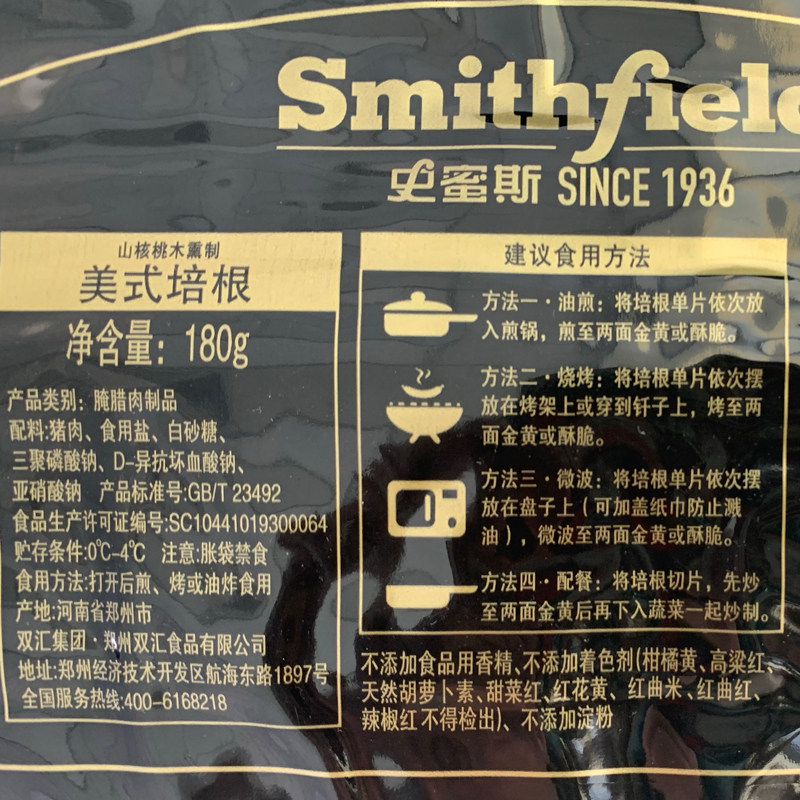 Smithfield
史蜜斯 SINCE 1936
山核桃木熏制
美式培根
净含量：180g
产品类别：腌腊肉制品
配料:猪肉、食用盐、白砂糖、
三聚磷酸钠、D-异抗坏血酸钠、
亚硝酸钠 产品标准号:GB/T 23492
食品生产许可证编号:SC10441019300064
贮存条件:0℃-4℃ 注意:胀袋禁食
食用方法:打开后煎、烤或油炸食用
产地:河南省郑州市
双汇集团·郑州双汇食品有限公司
地址:郑州经济技术开发区航海东路1897号
全国服务热线:400-6168218
建议食用方法
方法一·油煎：将培根单片依次放
入煎锅，煎至两面金黄或酥脆。
方法二·烧烤：将培根单片依次摆
放在烤架上或穿到钎子上，烤至两
面金黄或酥脆。
方法三·微波：将培根单片依次摆
放在盘子上（可加盖纸巾防止溅
油），微波至两面金黄或酥脆。
方法四·配餐：将培根切片，先炒
至两面金黄后再下入蔬菜一起炒制。
不添加食品用香精、不添加着色剂(柑橘黄、高粱红、
天然胡萝卜素、甜菜红、红花黄、红曲米、红曲红、
辣椒红不得检出)、不添加淀粉